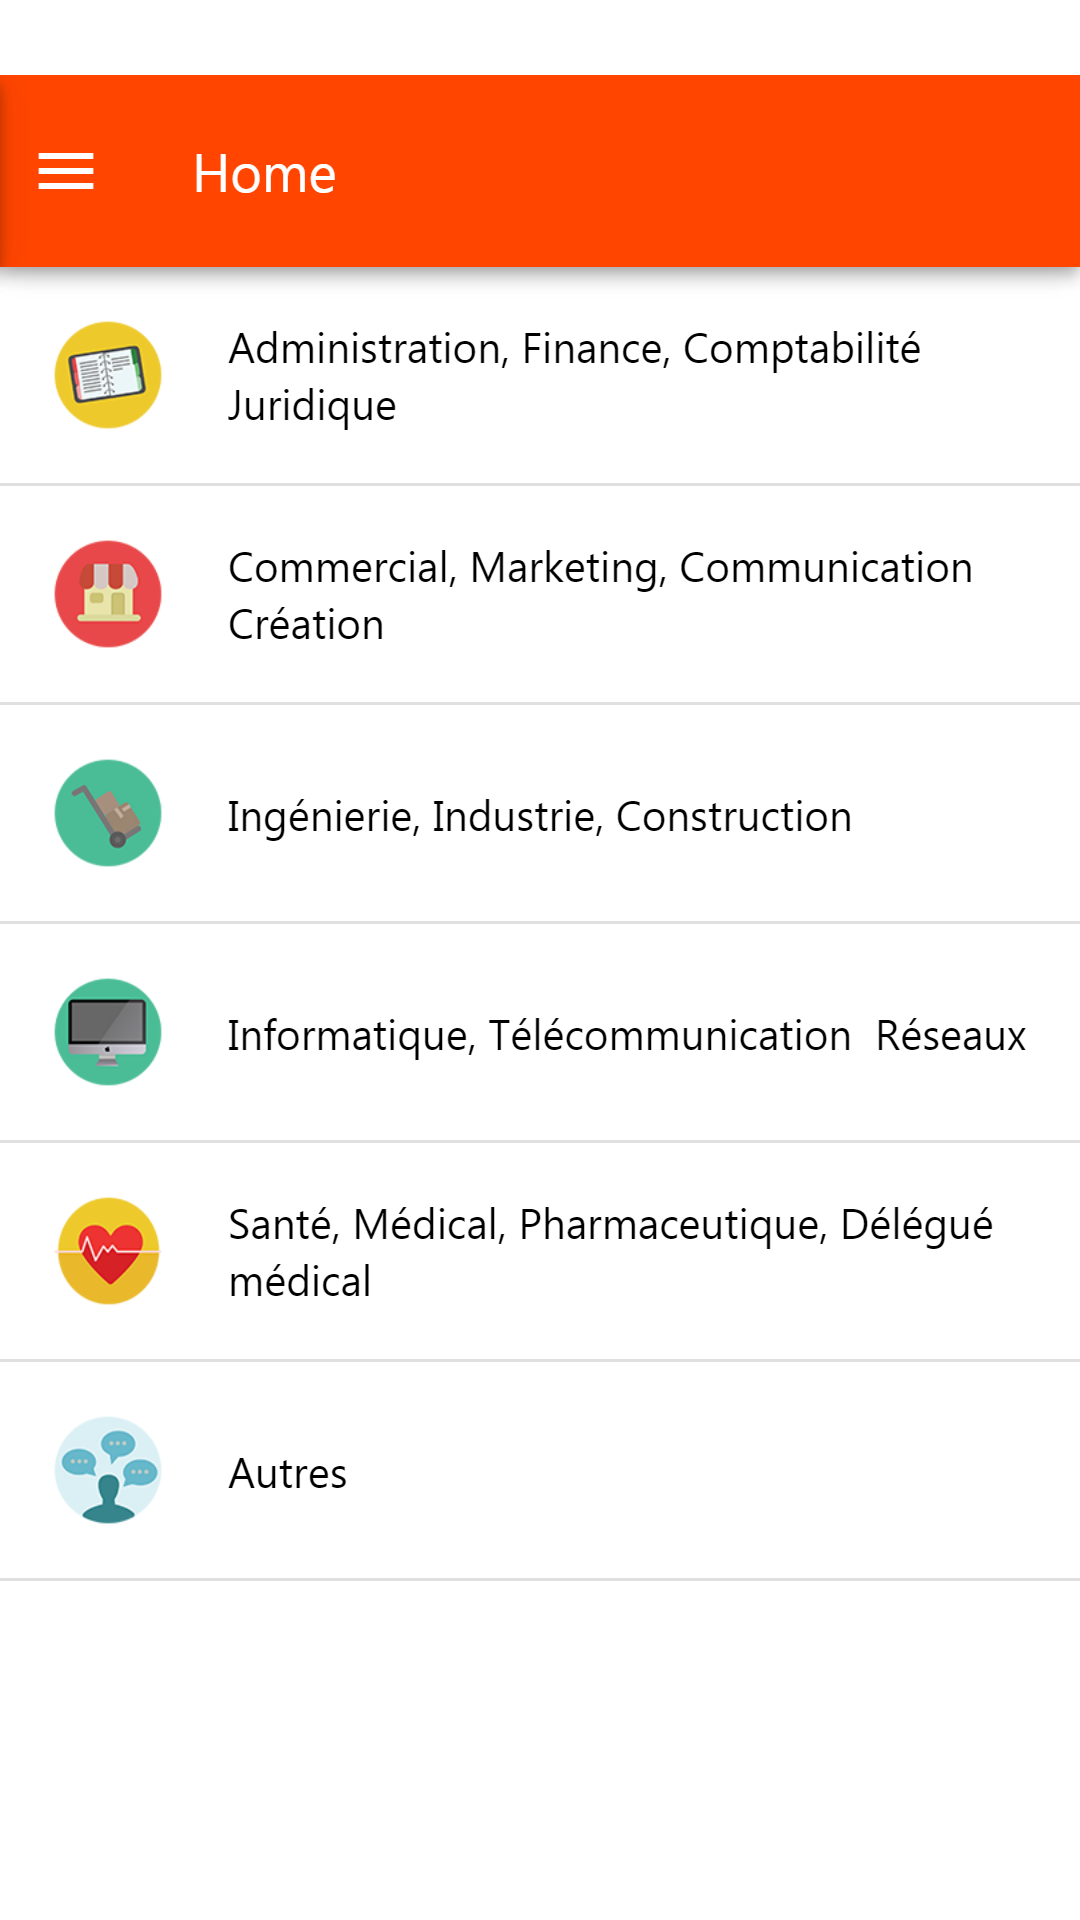 Home
Administration, Finance, Comptabilité
Juridique
Commercial, Marketing, Communication
Création
Ingénierie, Industrie, Construction
Informatique, Télécommunication  Réseaux
Santé, Médical, Pharmaceutique, Délégué
médical
Autres